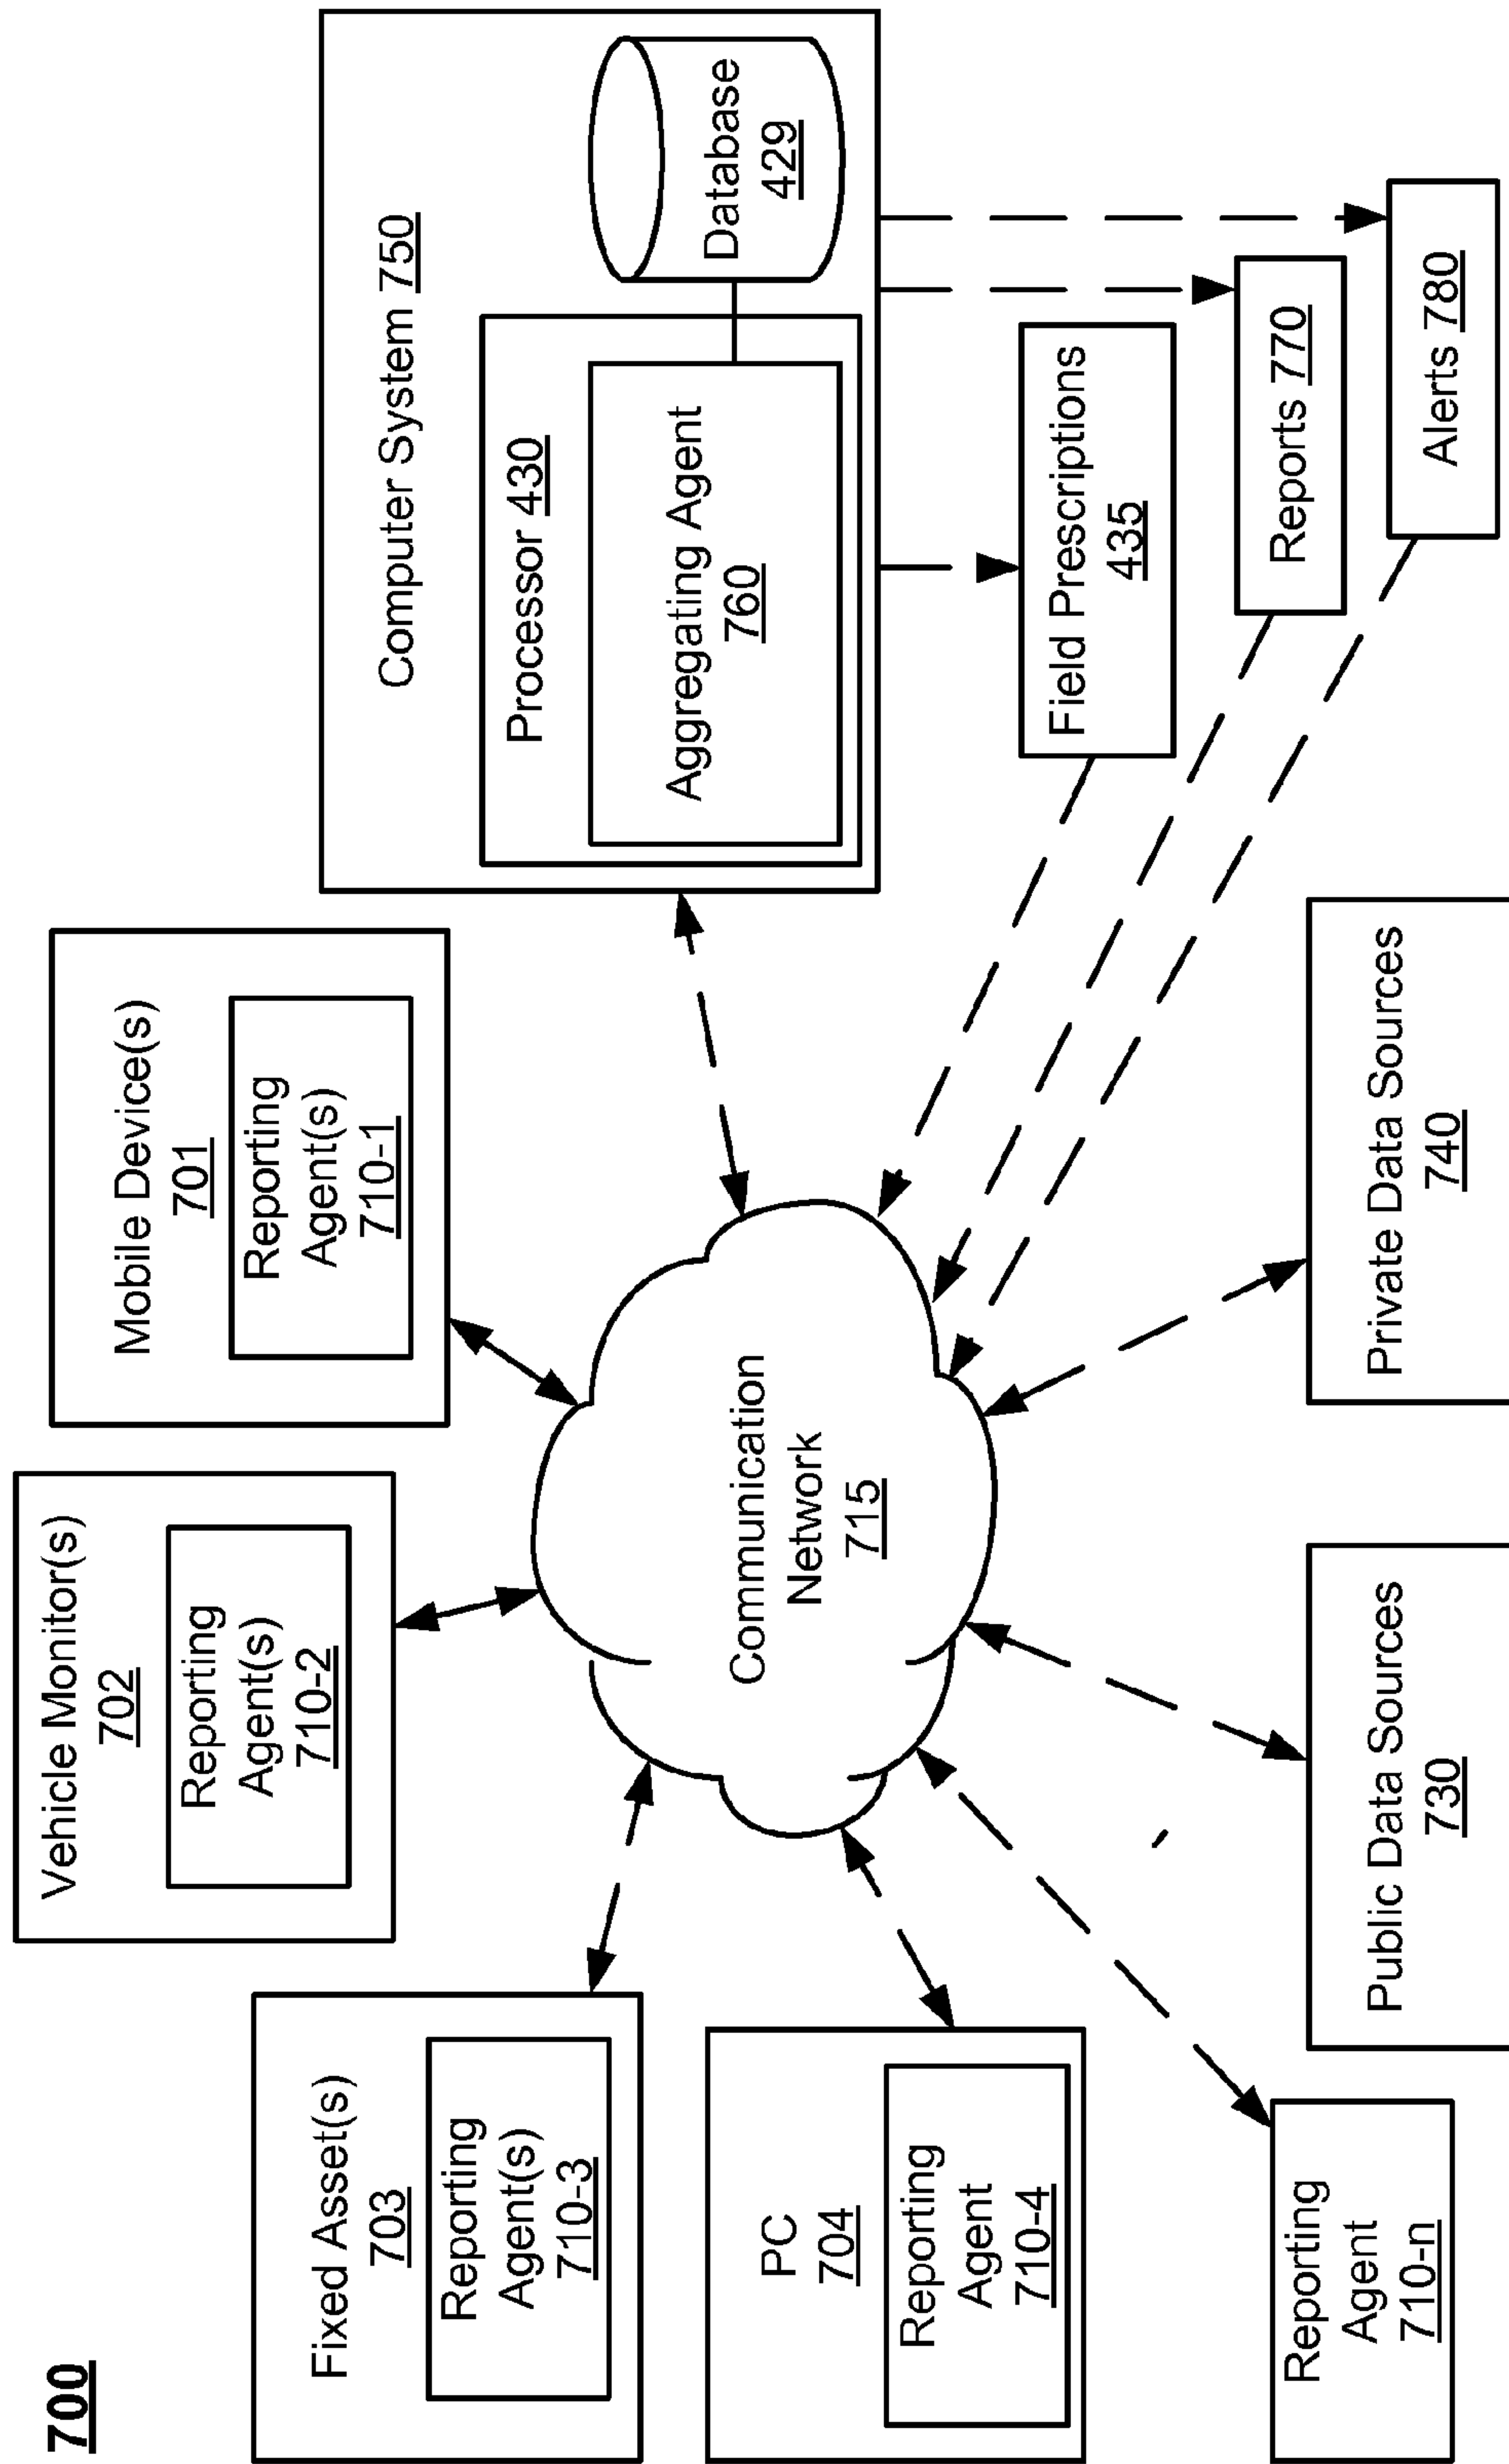 700
Fixed Asset(s)
703
Reporting
Agent(s)
710-3
Vehicle Monitor(s)
702
Reporting
Agent(s)
710-2
Mobile Device(s)
701
Reporting
Agent(s)
710-1
Computer System 750
Processor 430
Aggregating Agent
760
Database
429
PC
704
Reporting
Agent
710-4
Communication
Network
715
Field Prescriptions
435
Reports 770
Alerts 780
Reporting
Agent
710-n
Public Data Sources
730
Private Data Sources
740